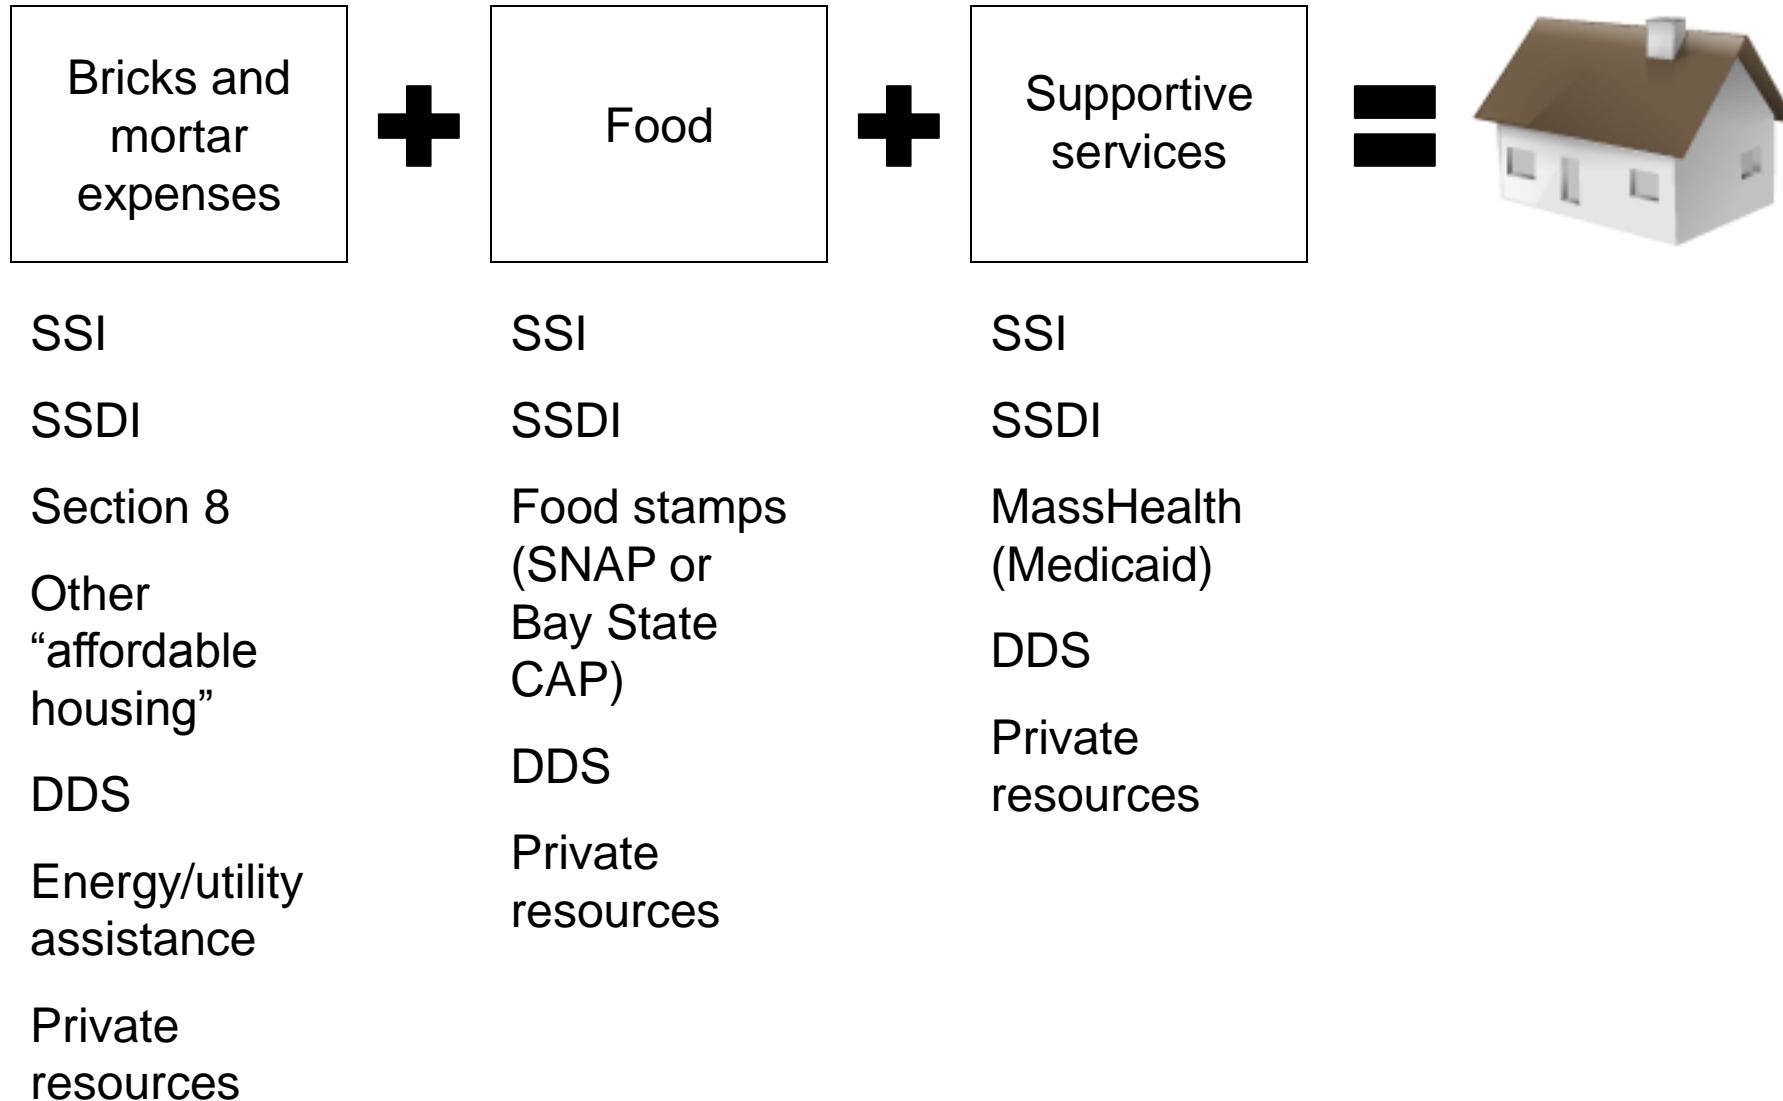 Bricks and
mortar
expenses
Food
Supportive
services
SSI
SSDI
Section 8
Other
“affordable
housing”
DDS
Energy/utility
assistance
Private
resources
SSI
SSDI
Food stamps
(SNAP or
Bay State
CAP)
DDS
Private
resources
SSI
SSDI
MassHealth
(Medicaid)
DDS
Private
resources